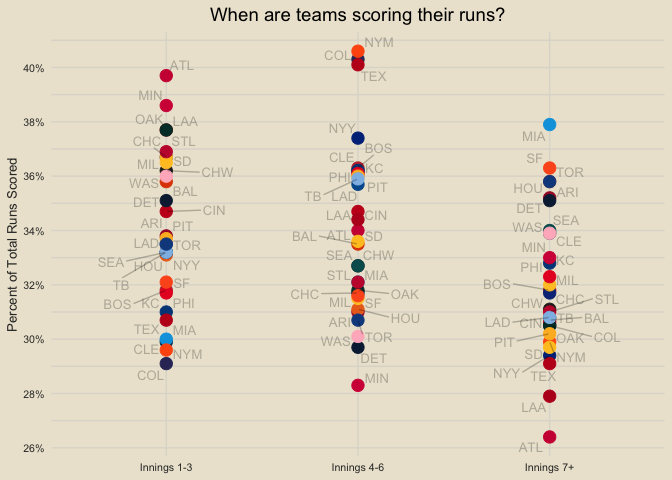 When are teams scoring their runs?
Percent of Total Runs Scored
40%
38%
36%
34%
32%
30%
28%
26%
ATL
MIN
OAK LAA
CHC STL
MIL SD
CHW
WAS
BAL
DET
CIN
ARI PIT
LAD TOR
SEA HOU NYY
TB
SF
BOS KC PHI
TEX MIA
CLE NYM
COL
NYM
COL
TEX
NYY
BOS
CLE KC
PHI
PIT
TB LAD
LAA CIN
BAL ATL SD
SEA CHW
STL MIA
CHC OAK
MIL SF
HOU
ARI
WAS TOR
DET
MIN
MIA
SF
TOR
HOU ARI
DET
SEA
WAS
CLE
MIN
KC
PHI
MIL
BOS
CHC STL
CHW
LAD CIN TB BAL
PIT OAK COL
SD NYM
NYY TEX
LAA
ATL
Innings 1-3
Innings 4-6
Innings 7+